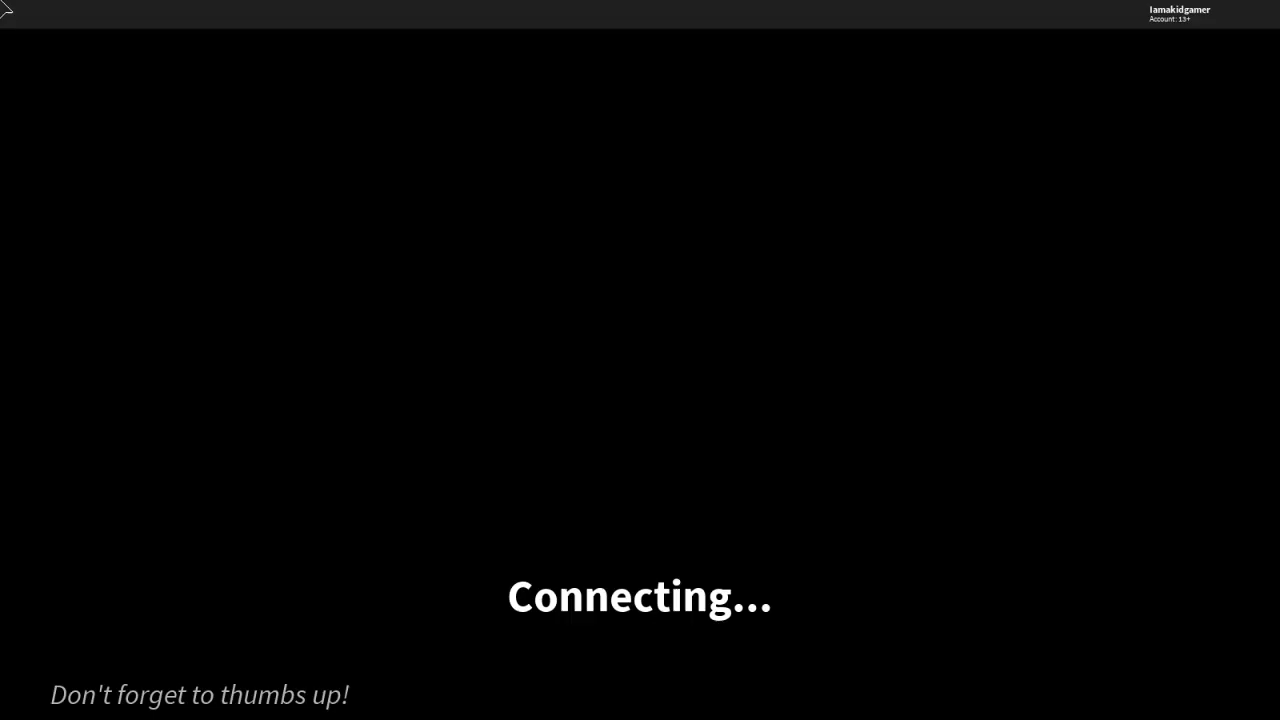 Iamakidgamer
Account: 13+
Connecting...
Don't forget to thumbs up!